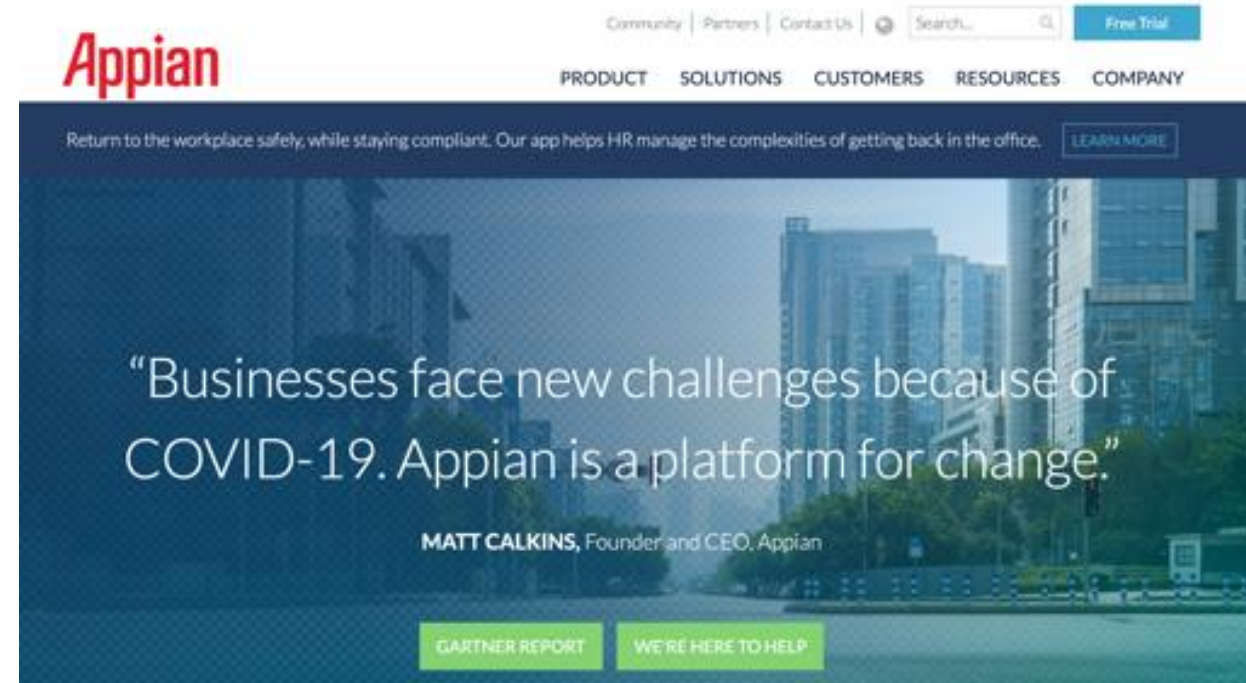 Community | Partners | Contact Us | Search... Free Trial
Appian
PRODUCT SOLUTIONS CUSTOMERS RESOURCES COMPANY
Return to the workplace safely, while staying compliant. Our app helps HR manage the complexities of getting back in the office. LEARN MORE
“Businesses face new challenges because of
COVID-19. Appian is a platform for change.”
MATT CALKINS, Founder and CEO, Appian
GARTNER REPORT WE'RE HERE TO HELP